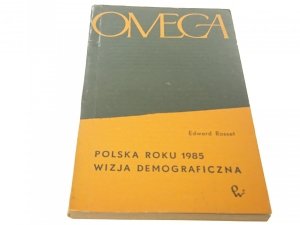 OMEGA
Edward Rosset
POLSKA ROKU 1985
WIZJA DEMOGRAFICZNA